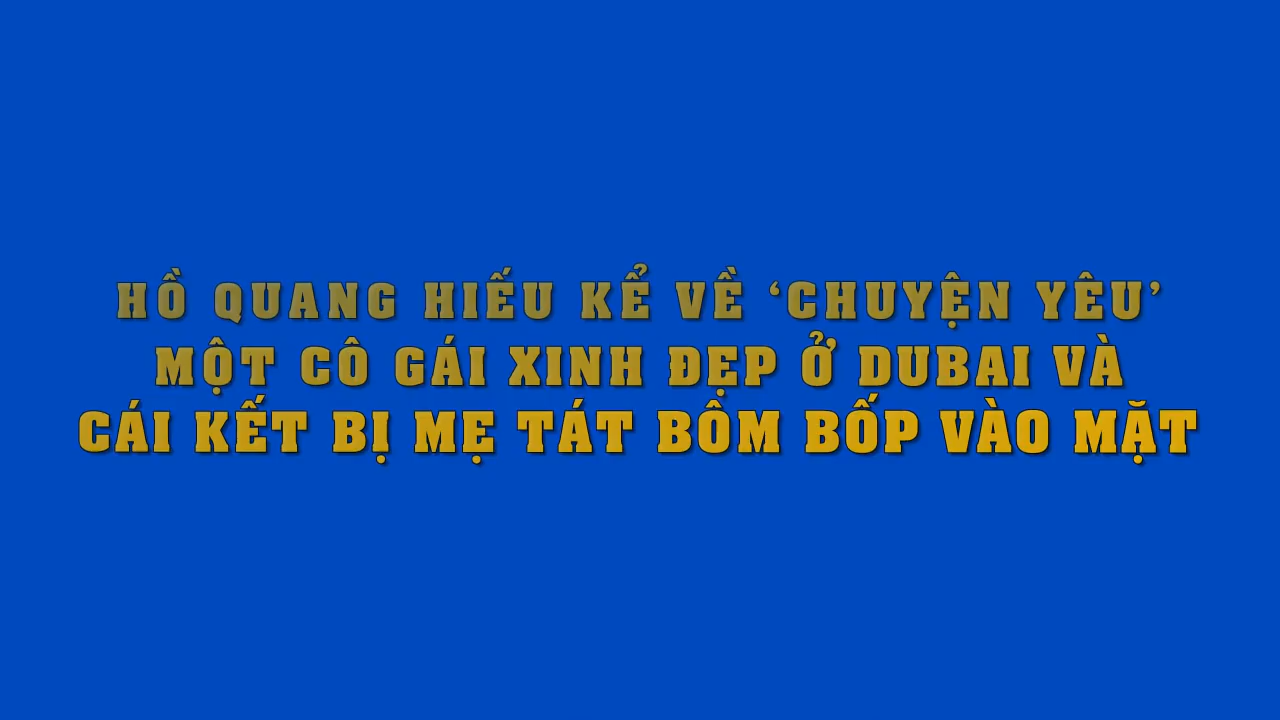 HỒ QUANG HIẾU KỂ VỀ ‘CHUYỆN YÊU’
MỘT CÔ GÁI XINH ĐẸP Ở DUBAI VÀ
CÁI KẾT BỊ MẸ TÁT BÔM BỐP VÀO MẶT